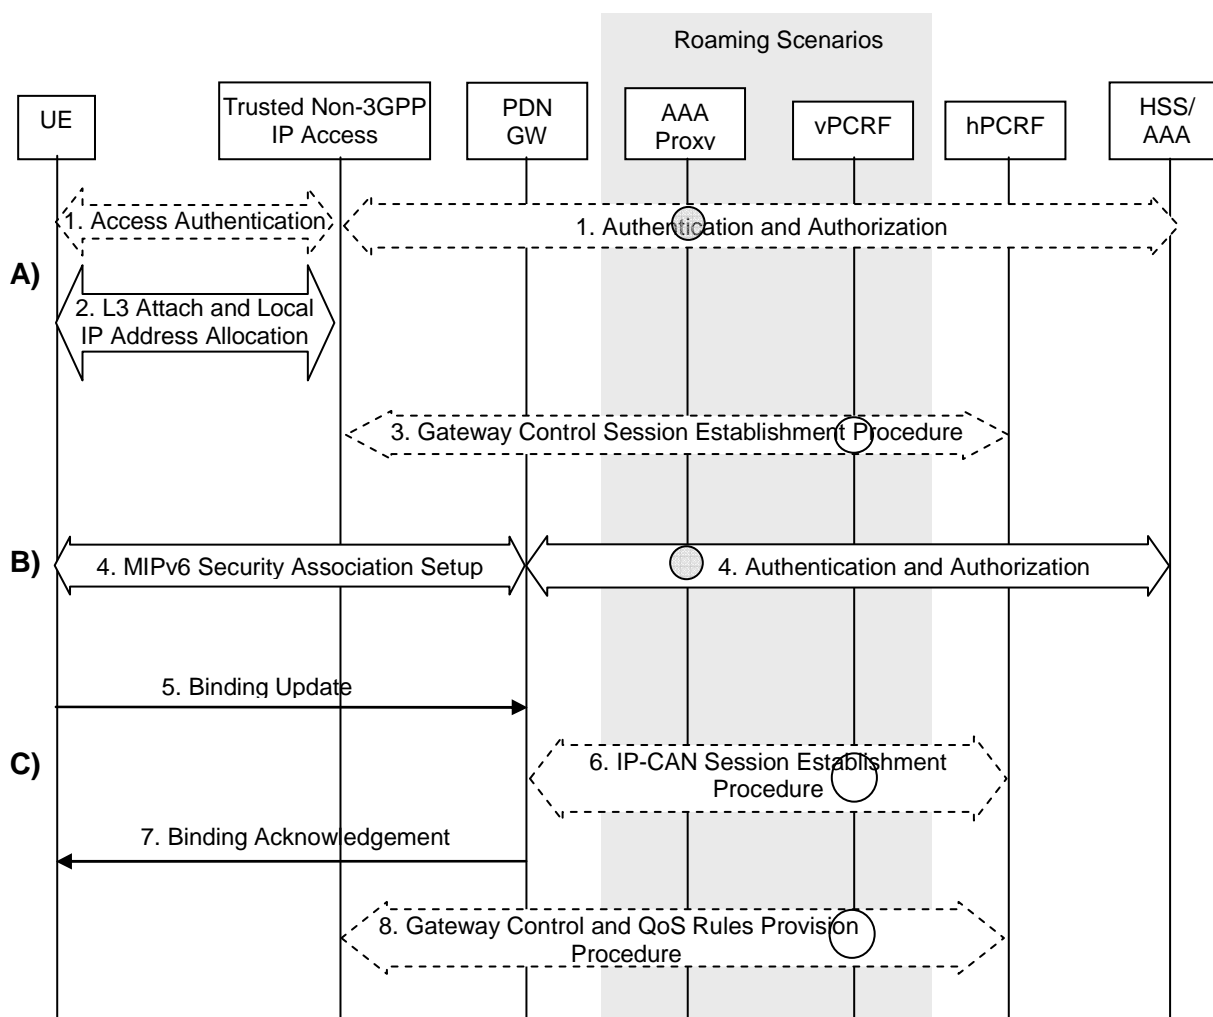 Roaming Scenarios
UE
Trusted Non-3GPP
IP Access
PDN
GW
AAA
Proxy
vPCRF
hPCRF
HSS/
AAA
1. Access Authentication
1. Authentication and Authorization
A)
2. L3 Attach and Local
IP Address Allocation
3. Gateway Control Session Establishment Procedure
B)
4. MIPv6 Security Association Setup
4. Authentication and Authorization
5. Binding Update
C)
6. IP-CAN Session Establishment
Procedure
7. Binding Acknowledgement
8. Gateway Control and QoS Rules Provision
Procedure